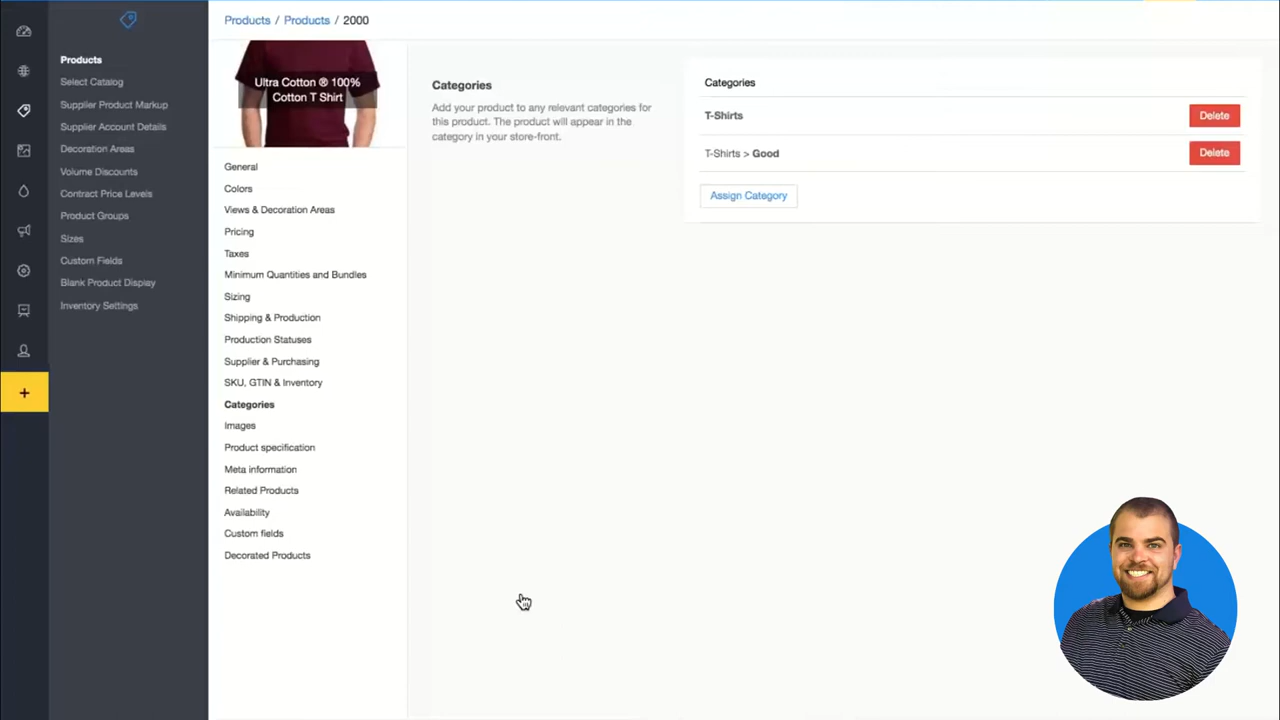 Products / Products / 2000
Products
Select Catalog
Supplier Product Markup
Supplier Account Details
Decoration Areas
Volume Discounts
Contract Price Levels
Product Groups
Sizes
Custom Fields
Blank Product Display
Inventory Settings
Ultra Cotton ® 100%
Cotton T Shirt
General
Colors
Views & Decoration Areas
Pricing
Taxes
Minimum Quantities and Bundles
Sizing
Shipping & Production
Production Statuses
Supplier & Purchasing
SKU, GTIN & Inventory
Categories
Images
Product specification
Meta information
Related Products
Availability
Custom fields
Decorated Products
Categories
Add your product to any relevant categories for
this product. The product will appear in the
category in your store-front.
Categories
T-Shirts Delete
T-Shirts > Good Delete
Assign Category